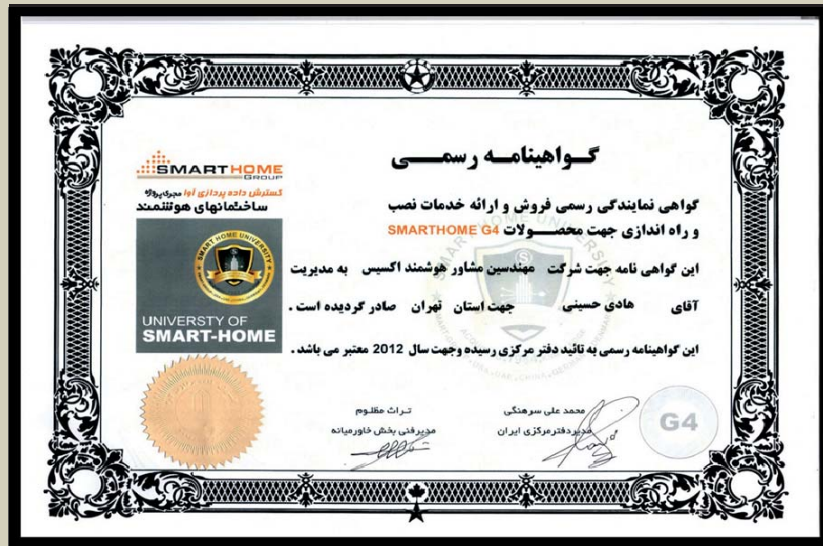 گواهینامه رسمی
SMARTHOME
GROUP
گسترش داده پردازی آوا مجری پروژه
ساختمانهای هوشمند
گواهی نمایندگی رسمی فروش و ارائه خدمات نصب
و راه اندازی جهت محصولات SMARTHOME G4
این گواهی نامه جهت شرکت مهندسین مشاور هوشمند اکسیس به مدیریت
آقای هادی حسینی جهت استان تهران صادر گردیده است .
این گواهینامه رسمی به تائید دفتر مرکزی رسیده وجهت سال 2012 معتبر می باشد .
SMART HOME UNIVERSITY
UNIVERSTY OF
SMART-HOME
محمد علی سرهنگی
مدیردفترمرکزی ایران
تراث مظلوم
مدیرفنی بخش خاورمیانه
G4